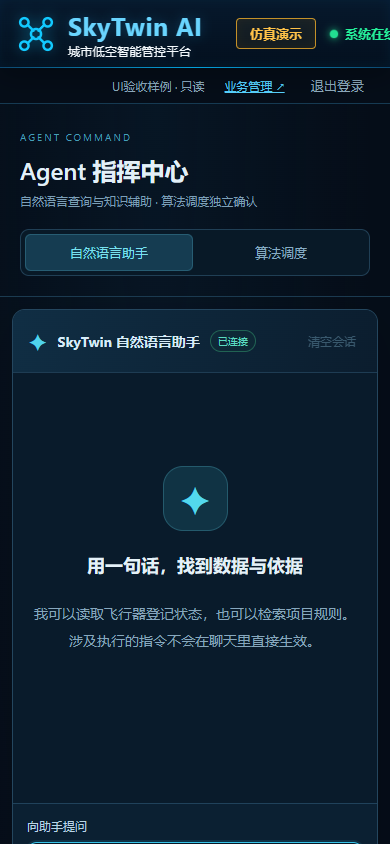 SkyTwin AI
城市低空智能管控平台
仿真演示
系统在线
UI验收样例 · 只读
业务管理 ↗
退出登录
AGENT COMMAND
Agent 指挥中心
自然语言查询与知识辅助 · 算法调度独立确认
自然语言助手
算法调度
SkyTwin 自然语言助手
已连接
清空会话
用一句话，找到数据与依据
我可以读取飞行器登记状态，也可以检索项目规则。
涉及执行的指令不会在聊天里直接生效。
向助手提问